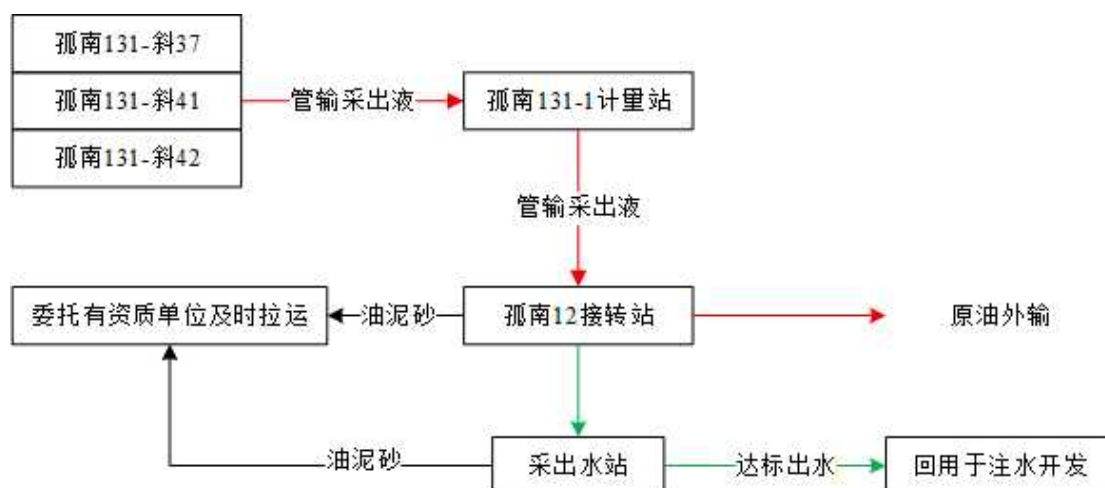 孤南131-斜37
孤南131-斜41
管输采出液
孤南131-1计量站
孤南131-斜42
管输采出液
委托有资质单位及时拉运
油泥砂
孤南12接转站
原油外输
油泥砂
采出水站
达标出水
回用于注水开发